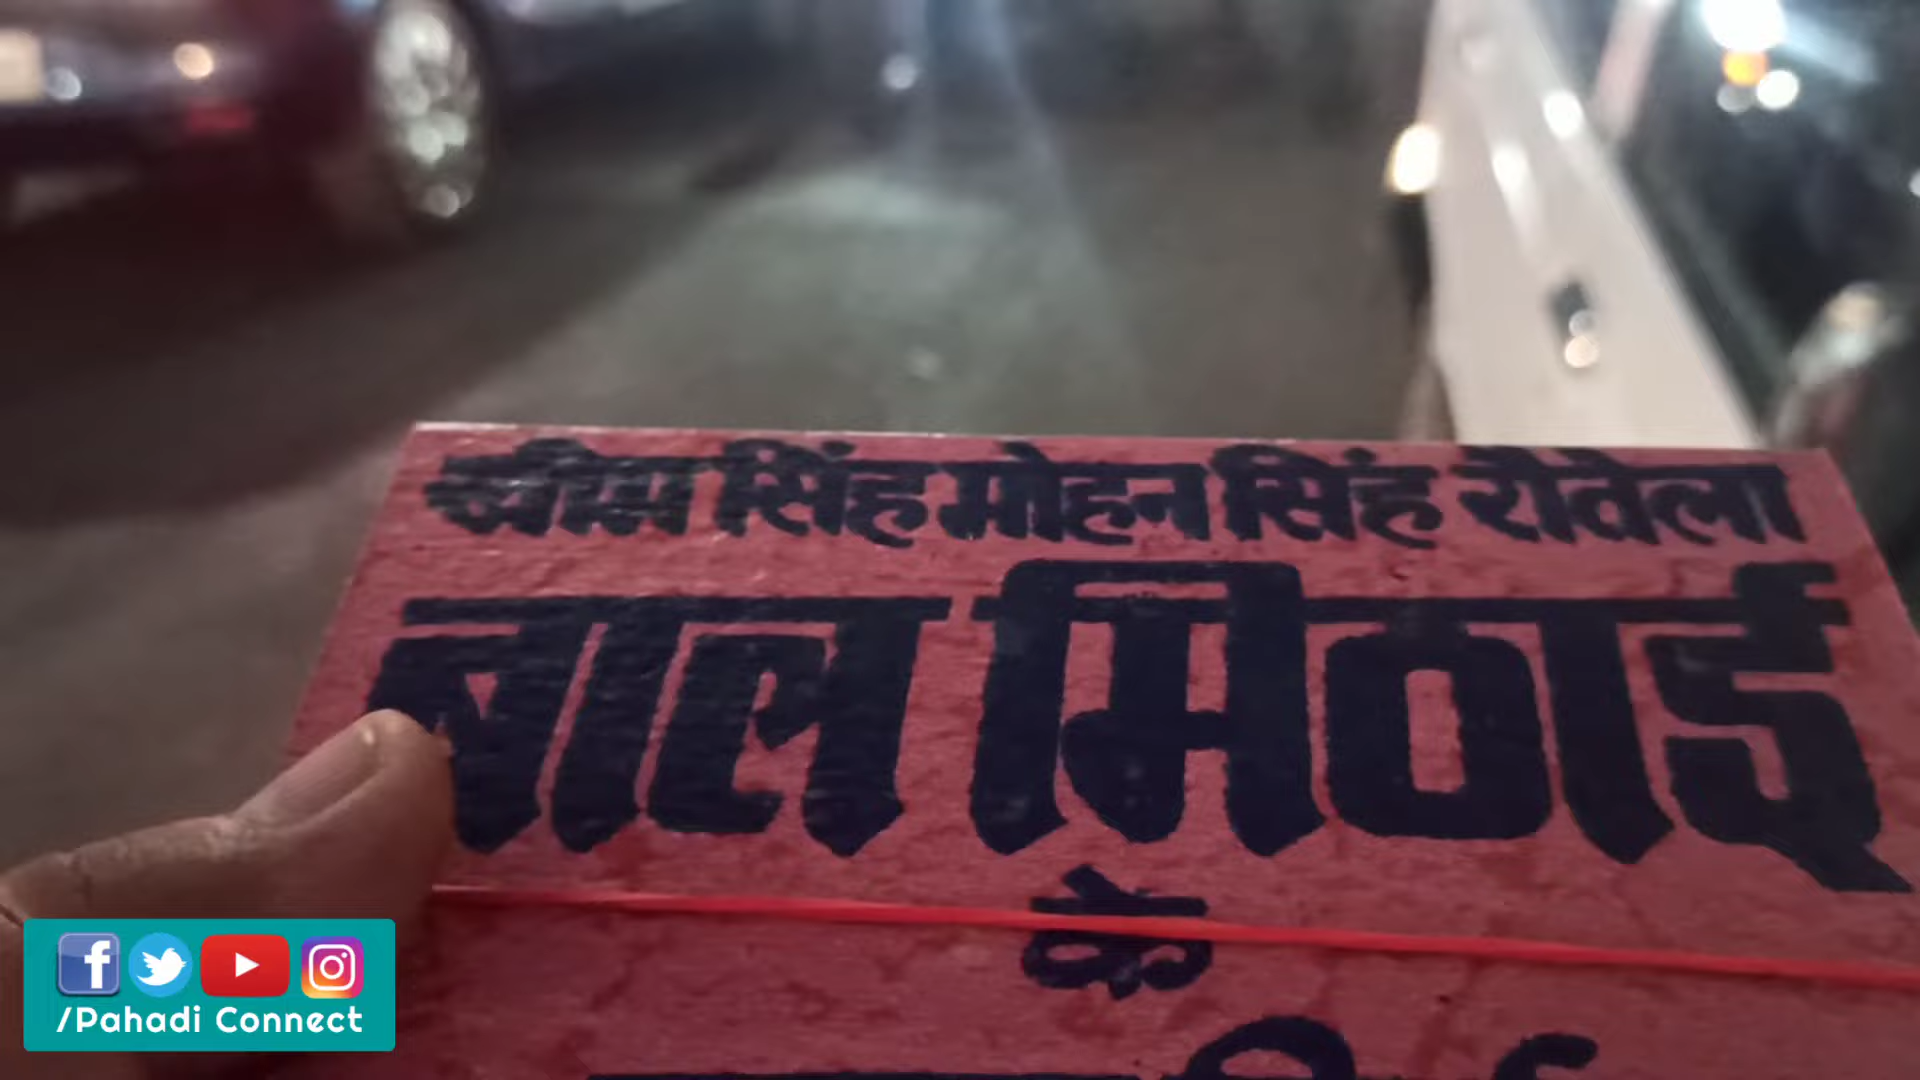 खीम सिंह मोहन सिंह रौतेला
बाल मिठाई
के
/Pahadi Connect